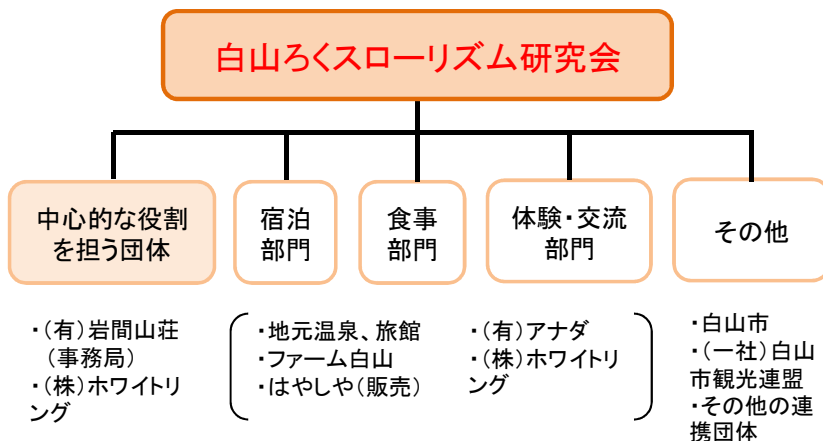 白山ろくスローリズム研究会
中心的な役割
を担う団体
宿泊
部門
食事
部門
体験・交流
部門
その他
・(有)岩間山荘
(事務局)
・(株)ホワイトリ
ング
・地元温泉、旅館
・ファーム白山
・はやしや(販売)
・(有)アナダ
・(株)ホワイトリ
ング
・白山市
・(一社)白山
市観光連盟
・その他の連
携団体